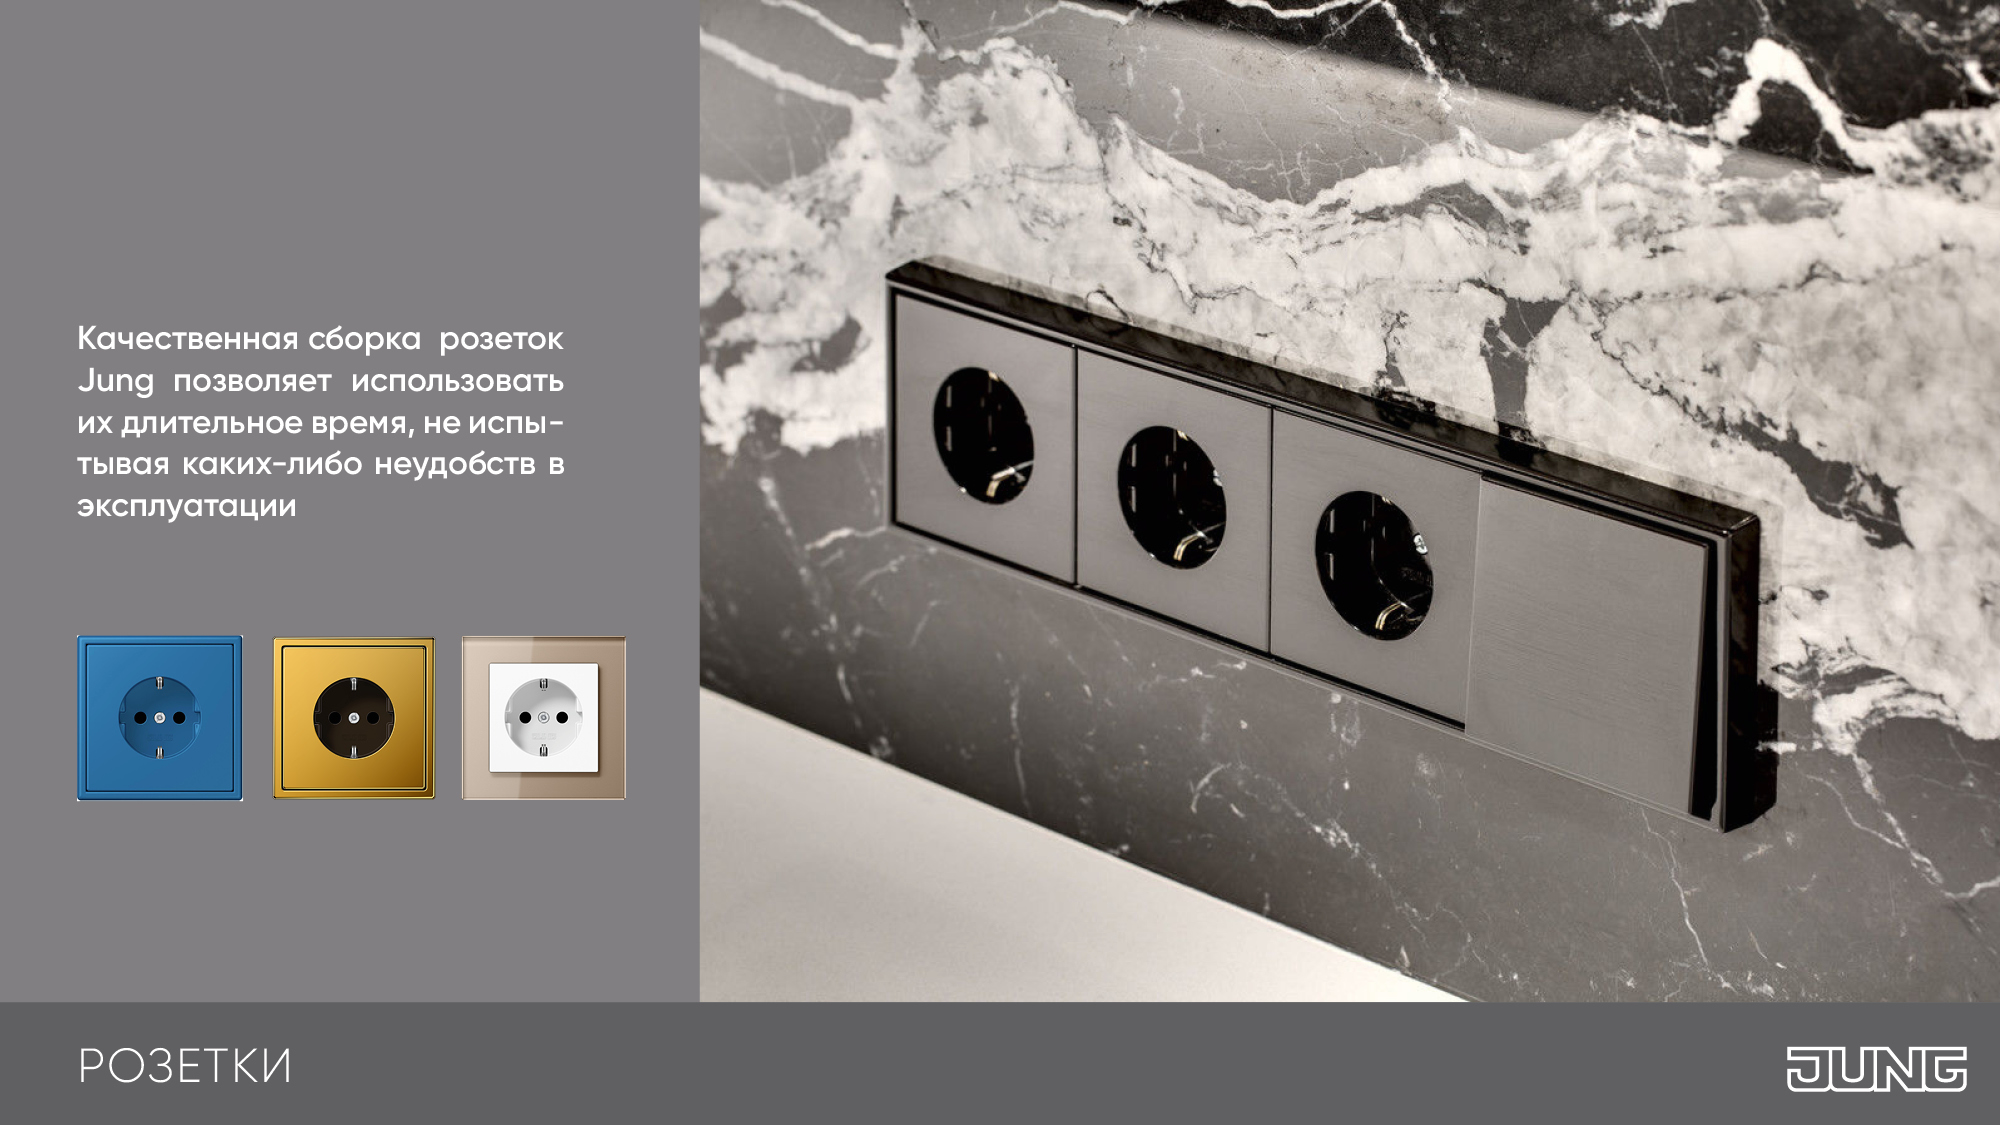 Качественная сборка розеток
Jung позволяет использовать
их длительное время, не испы-
тывая каких-либо неудобств в
эксплуатации
РОЗЕТКИ
JUNG